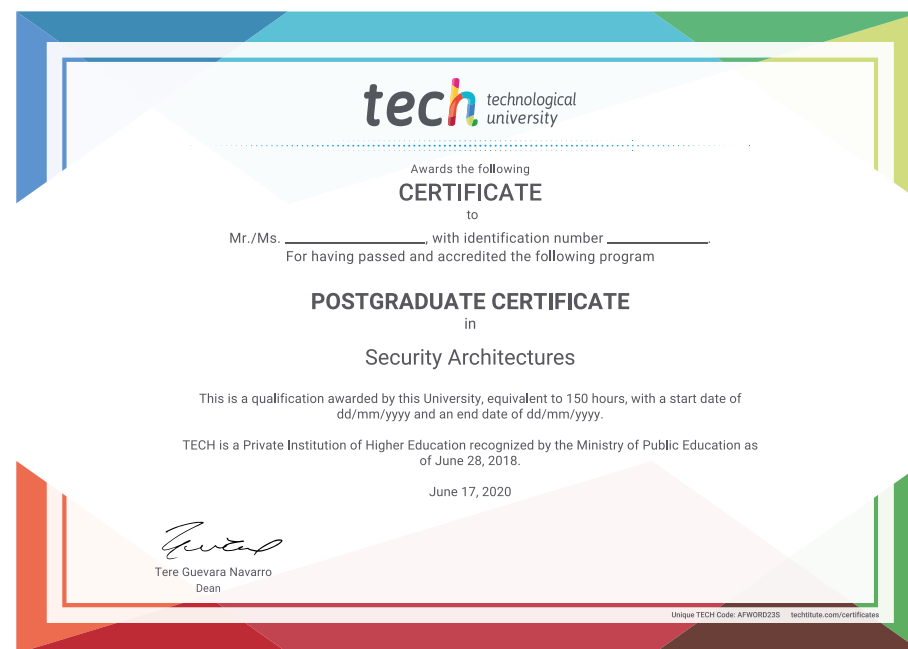 tech technological
university
Awards the following
CERTIFICATE
to
Mr./Ms. _________________, with identification number ____________.
For having passed and accredited the following program
POSTGRADUATE CERTIFICATE
in
Security Architectures
This is a qualification awarded by this University, equivalent to 150 hours, with a start date of
dd/mm/yyyy and an end date of dd/mm/yyyy.
TECH is a Private Institution of Higher Education recognized by the Ministry of Public Education as
of June 28, 2018.
June 17, 2020
Tere Guevara Navarro
Dean
Unique TECH Code: AFWORD23S techtitute.com/certificates